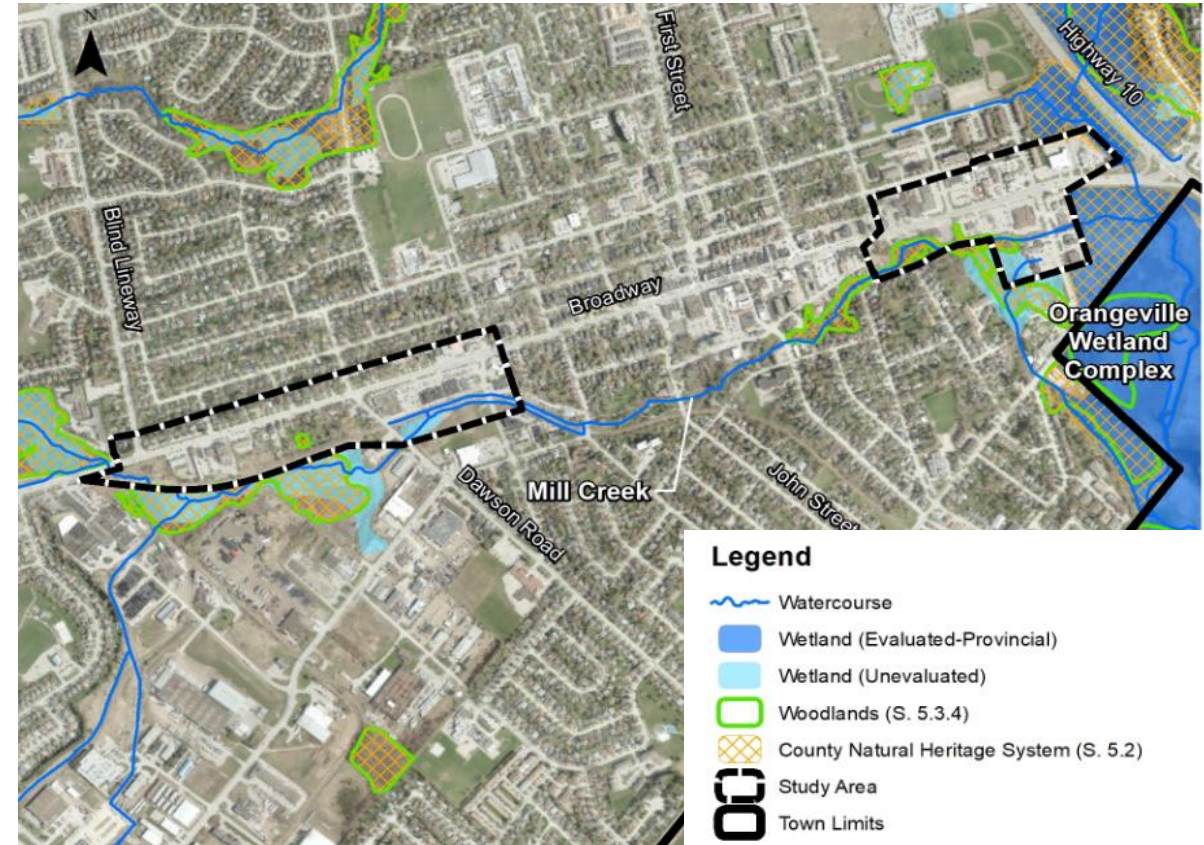 N
First Street
Highway 10
Blind Lineway
Broadway
Orangeville
Wetland
Complex
Mill Creek
Dawson Road
John Street
Legend
Watercourse
Wetland (Evaluated-Provincial)
Wetland (Unevaluated)
Woodlands (S. 5.3.4)
County Natural Heritage System (S. 5.2)
Study Area
Town Limits